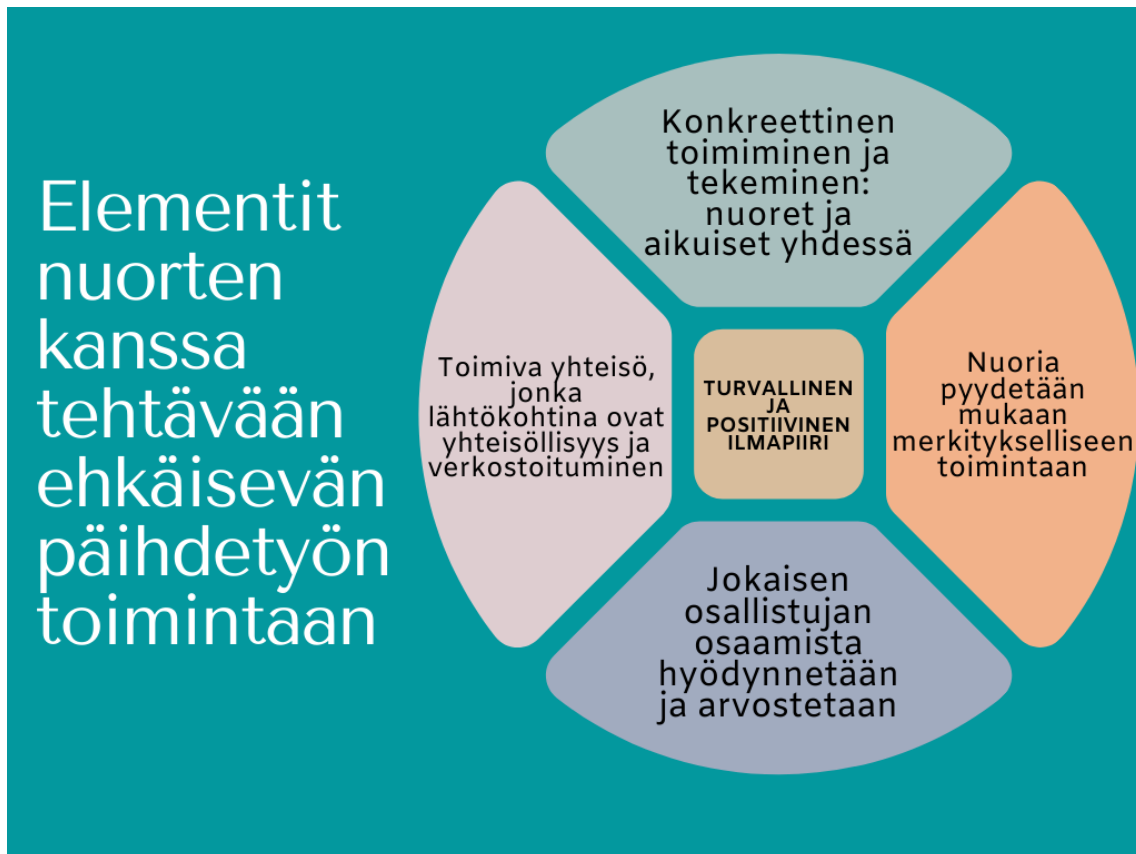 Elementit
nuorten
kanssa
tehtävään
ehkäisevän
päihdetyön
toimintaan
Konkreettinen
toimiminen ja
tekeminen:
nuoret ja
aikuiset yhdessä
Toimiva yhteisö,
jonka
lähtökohtina ovat
yhteisöllisyys ja
verkostoituminen
TURVALLINEN
JA
POSITIIVINEN
ILMAPIIRI
Nuoria
pyydetään
mukaan
merkitykselliseen
toimintaan
Jokaisen
osallistujan
osaamista
hyödynnetään
ja arvostetaan